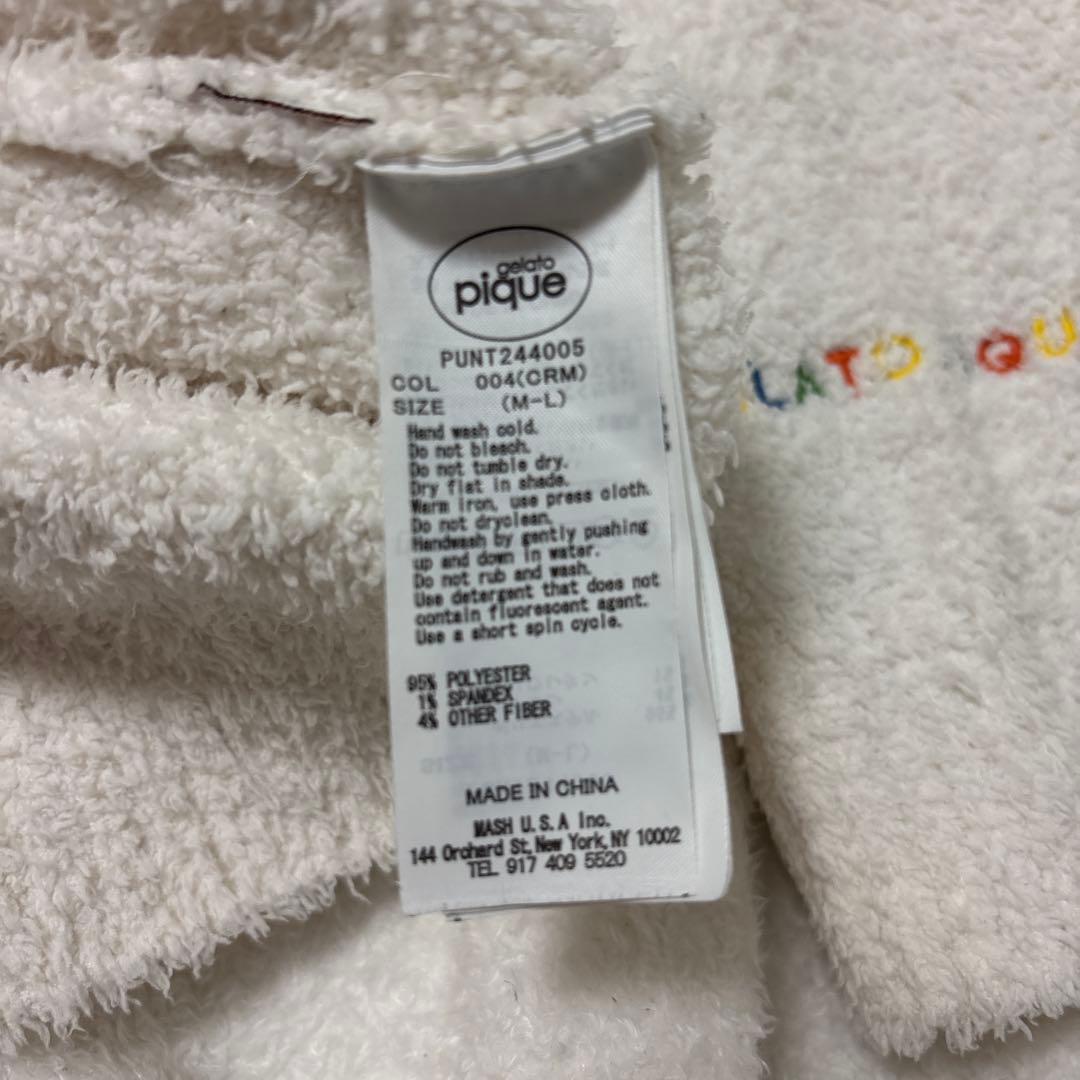 gelato
pique
PUNT244005
COL 004(CRM)
SIZE (M-L)
Hand wash cold.
Do not bleach.
Do not tumble dry.
Dry flat in shade.
Warm iron, use press cloth.
Do not dryclean.
Handwash by gently pushing
up and down in water.
Do not rub and wash.
Use detergent that does not
contain fluorescent agent.
Use a short spin cycle.
95% POLYESTER
1% SPANDEX
4% OTHER FIBER
MADE IN CHINA
MASH U.S.A Inc.
144 Orchard St, New York, NY 10002
TEL 917 409 5520
LATO QU